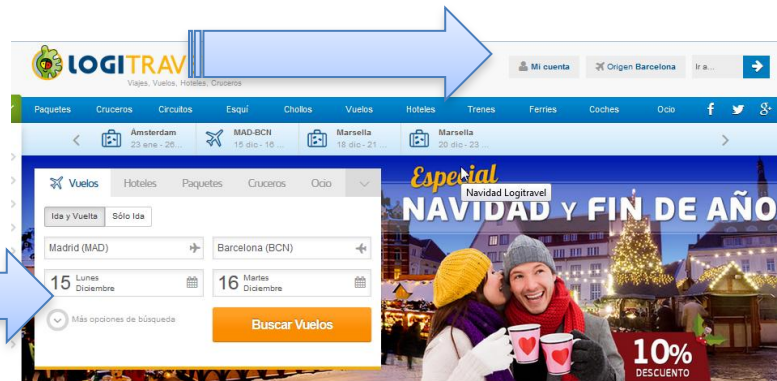 LOGITRAV
Viajes, Vuelos, Hoteles, Cruceros
Mi cuenta
Origen Barcelona
Ir a...
Paquetes Cruceros Circuitos Esquí Chollos Vuelos Hoteles Trenes Ferries Coches Ocio
Amsterdam
23 ene - 26...
MAD-BCN
15 dic - 16 ...
Marsella
18 dic - 21 ...
Marsella
20 dic - 23 ...
Vuelos Hoteles Paquetes Cruceros Ocio
Ida y Vuelta Sólo Ida
Madrid (MAD) Barcelona (BCN)
15 Lunes Diciembre
16 Martes Diciembre
Más opciones de búsqueda
Buscar Vuelos
Especial
Navidad Logitravel
NAVIDAD Y FIN DE AÑO
10%
DESCUENTO